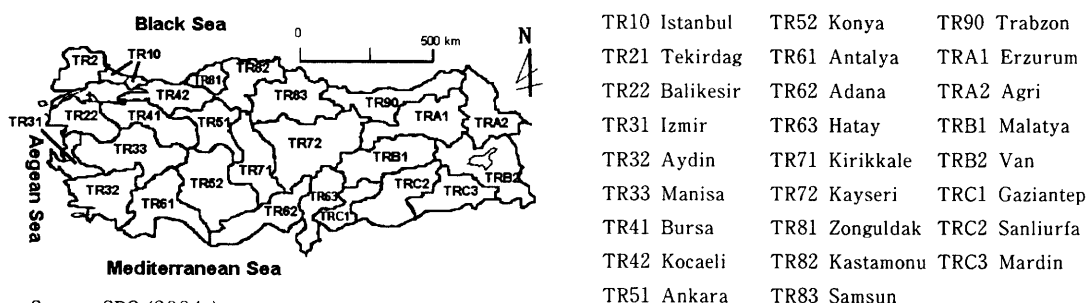 Black Sea
0 500 km
N
TR2
TR10
TR81
TR82
TR42
TR83
TR90
TR22
TR41
TR51
TRA1
TRA2
TR31
TR33
TR72
TRB1
TR71
TRB2
TR32
TR52
TR63
TRC2
TRC3
TR61
TR62
TRC1
Aegean Sea
Mediterranean Sea
TR10 Istanbul
TR21 Tekirdag
TR22 Balikesir
TR31 Izmir
TR32 Aydin
TR33 Manisa
TR41 Bursa
TR42 Kocaeli
TR51 Ankara
TR52 Konya
TR61 Antalya
TR62 Adana
TR63 Hatay
TR71 Kirikkale
TR72 Kayseri
TR81 Zonguldak
TR82 Kastamonu
TR83 Samsun
TR90 Trabzon
TRA1 Erzurum
TRA2 Agri
TRB1 Malatya
TRB2 Van
TRC1 Gaziantep
TRC2 Sanliurfa
TRC3 Mardin